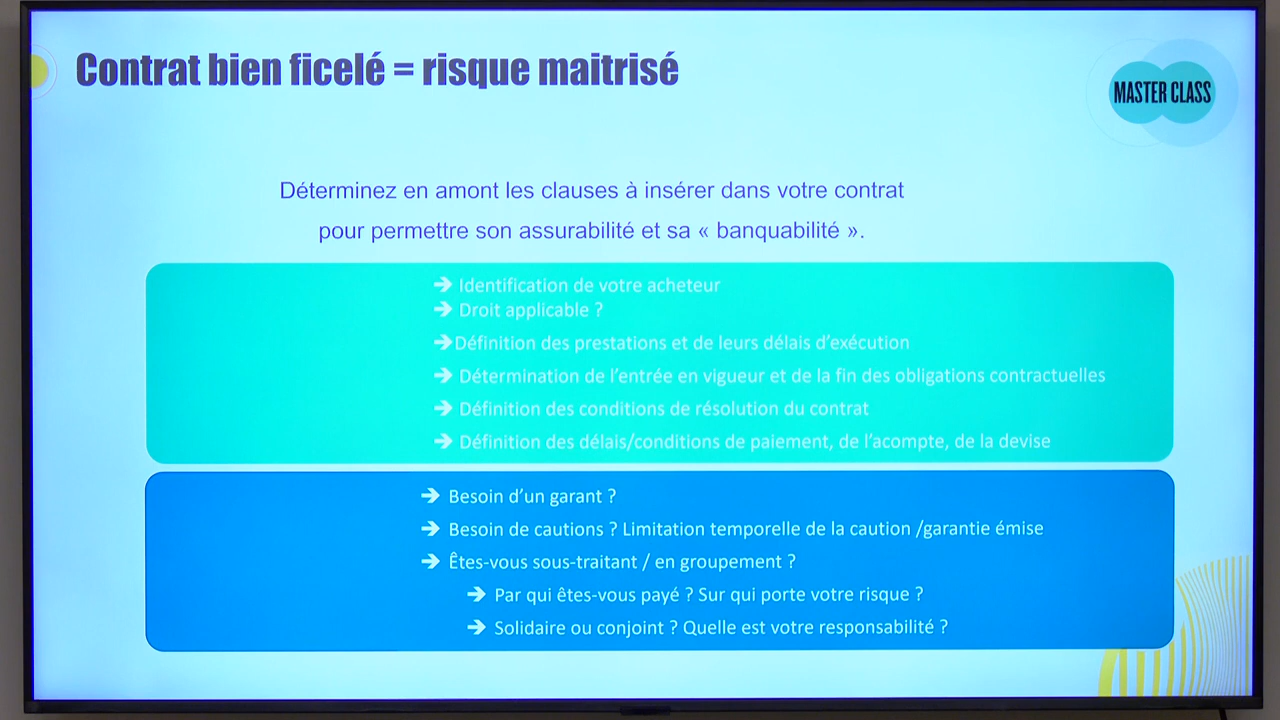 Contrat bien ficelé = risque maitrisé
MASTER CLASS
Déterminez en amont les clauses à insérer dans votre contrat
pour permettre son assurabilité et sa « banquabilité ».
➔ Identification de votre acheteur
➔ Droit applicable ?
➔Définition des prestations et de leurs délais d'exécution
➔ Détermination de l'entrée en vigueur et de la fin des obligations contractuelles
➔ Définition des conditions de résolution du contrat
➔ Définition des délais/conditions de paiement, de l'acompte, de la devise
➔ Besoin d'un garant ?
➔ Besoin de cautions ? Limitation temporelle de la caution /garantie émise
➔ Êtes-vous sous-traitant / en groupement ?
➔ Par qui êtes-vous payé ? Sur qui porte votre risque ?
➔ Solidaire ou conjoint ? Quelle est votre responsabilité ?